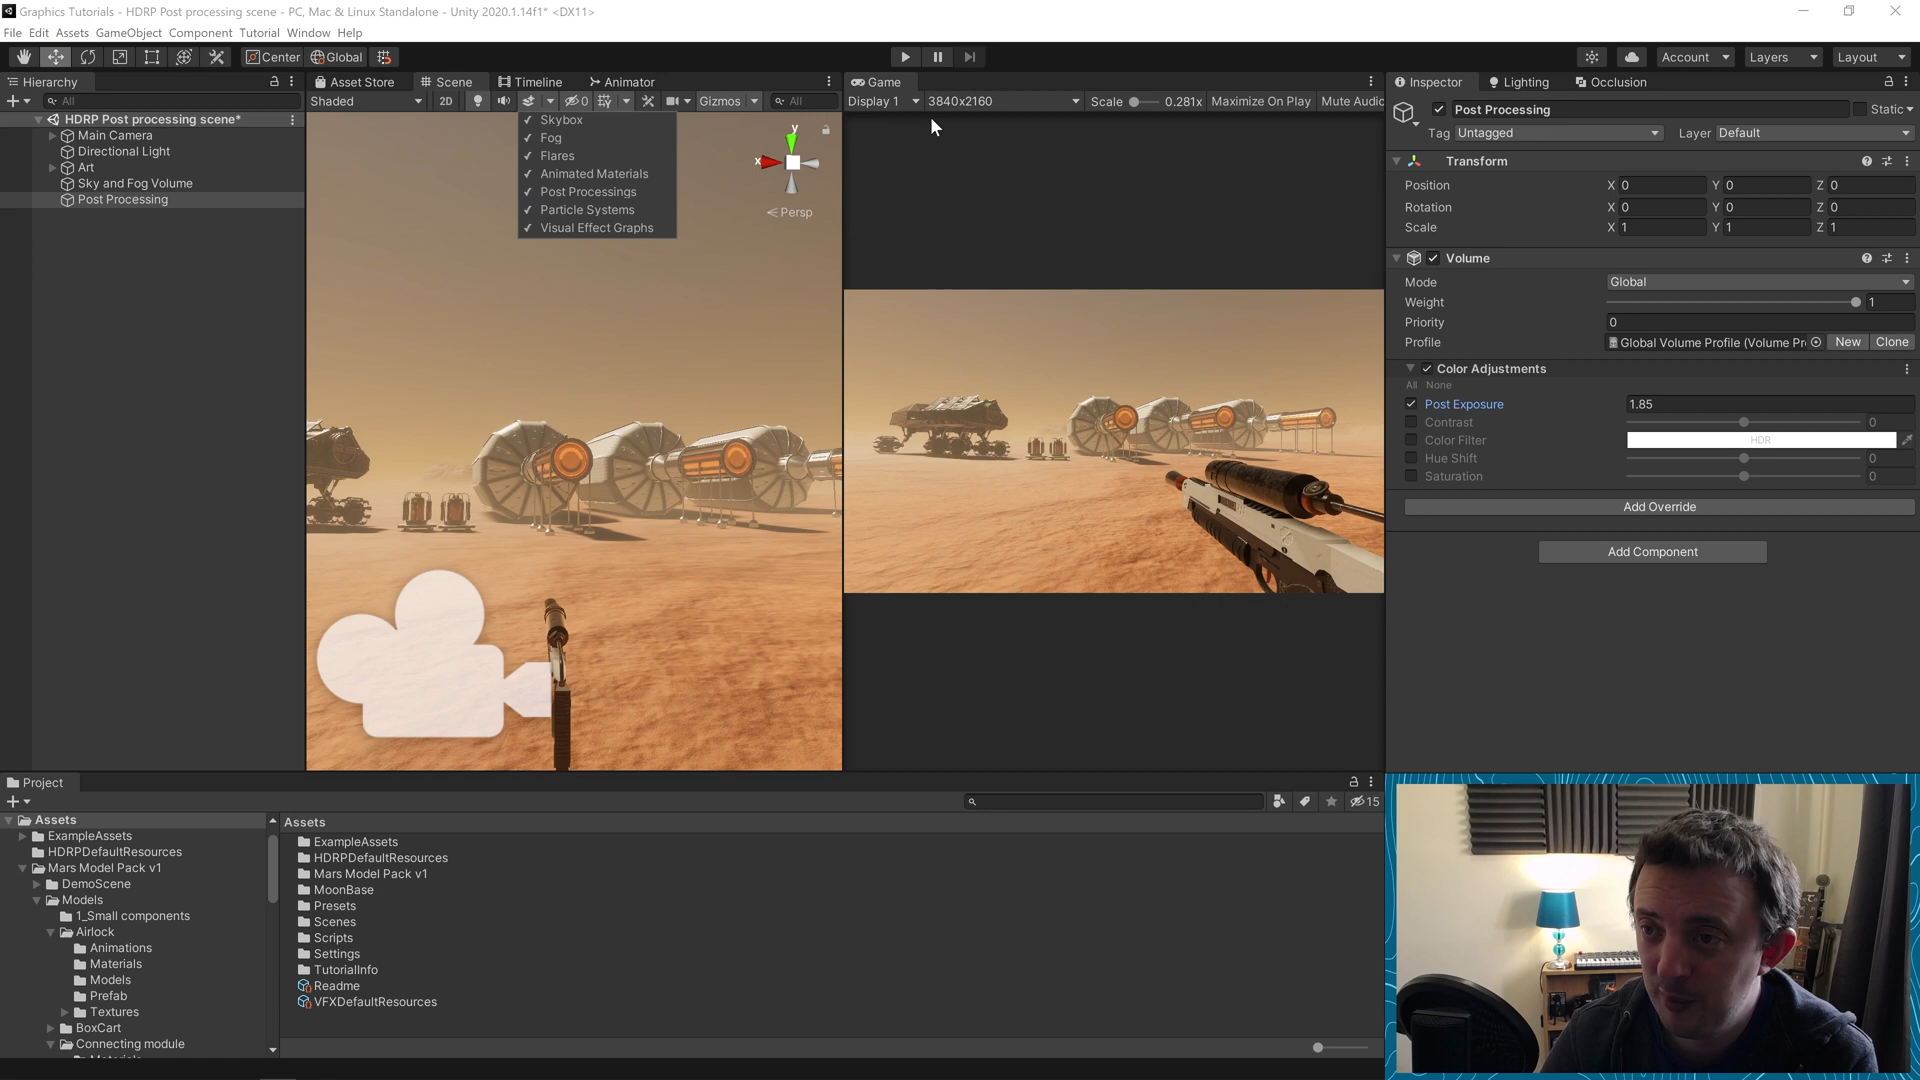 Graphics Tutorials - HDRP Post processing scene - PC, Mac & Linux Standalone - Unity 2020.1.14f1* <DX11>
File Edit Assets GameObject Component Tutorial Window Help
Center Global Account Layers Layout
Hierarchy
All
HDRP Post processing scene*
Main Camera
Directional Light
Art
Sky and Fog Volume
Post Processing
Asset Store Scene Timeline Animator
Shaded 2D 0 Gizmos All
Skybox
Fog
Flares
Animated Materials
Post Processings
Particle Systems
Visual Effect Graphs
y
x
Persp
Game
Display 1 3840x2160 Scale 0.281x Maximize On Play Mute Audio
Inspector Lighting Occlusion
Post Processing Static
Tag Untagged Layer Default
Transform
Position X 0 Y 0 Z 0
Rotation X 0 Y 0 Z 0
Scale X 1 Y 1 Z 1
Volume
Mode Global
Weight 1
Priority 0
Profile Global Volume Profile (Volume Pr New Clone
Color Adjustments
All None
Post Exposure 1.85
Contrast 0
Color Filter HDR
Hue Shift 0
Saturation 0
Add Override
Add Component
Project
15
Assets
ExampleAssets
HDRPDefaultResources
Mars Model Pack v1
DemoScene
Models
1_Small components
Airlock
Animations
Materials
Models
Prefab
Textures
BoxCart
Connecting module
Materials
Assets
ExampleAssets
HDRPDefaultResources
Mars Model Pack v1
MoonBase
Presets
Scenes
Scripts
Settings
TutorialInfo
Readme
VFXDefaultResources